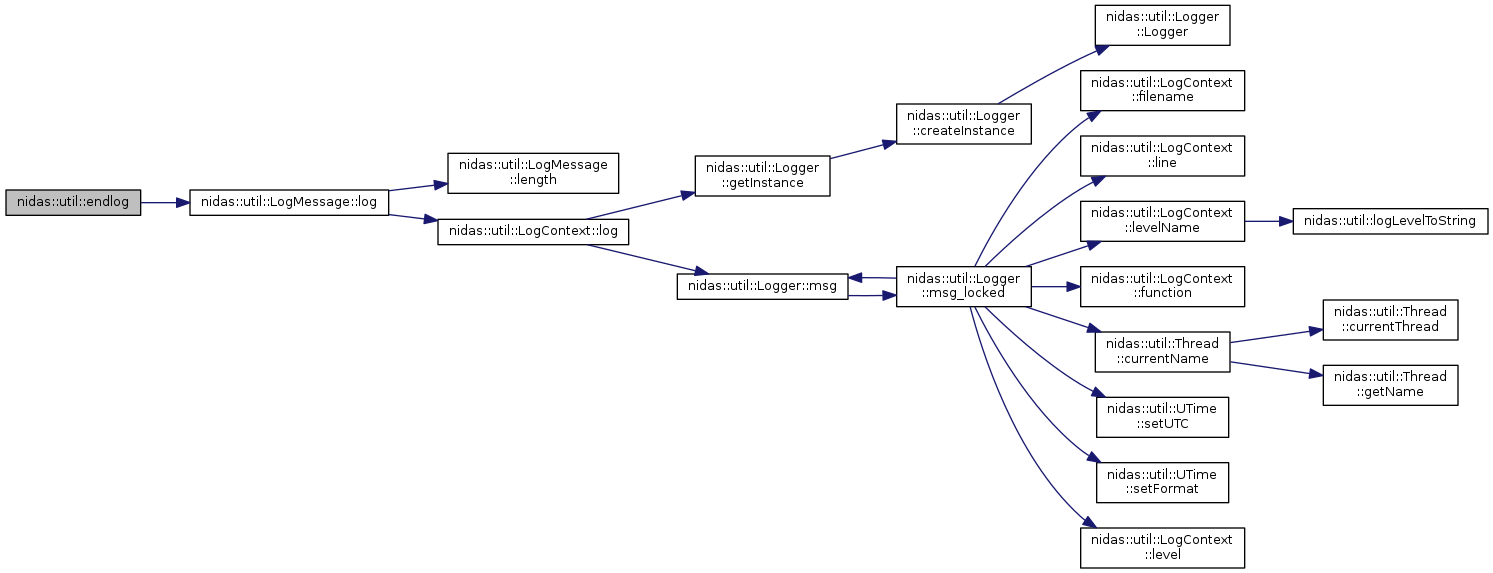 nidas::util::endlog
nidas::util::LogMessage::log
nidas::util::LogMessage
::length
nidas::util::LogContext::log
nidas::util::Logger
::getInstance
nidas::util::Logger::msg
nidas::util::Logger
::createInstance
nidas::util::Logger
::msg_locked
nidas::util::Logger
::Logger
nidas::util::LogContext
::filename
nidas::util::LogContext
::line
nidas::util::LogContext
::levelName
nidas::util::LogContext
::function
nidas::util::Thread
::currentName
nidas::util::UTime
::setUTC
nidas::util::UTime
::setFormat
nidas::util::LogContext
::level
nidas::util::logLevelToString
nidas::util::Thread
::currentThread
nidas::util::Thread
::getName